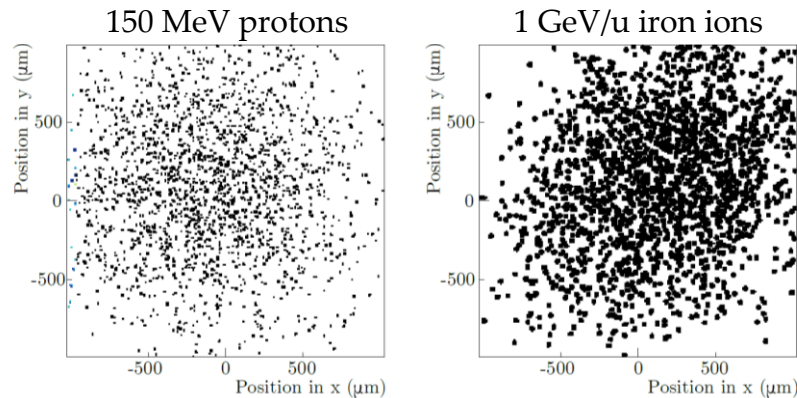 150 MeV protons
1 GeV/u iron ions
Position in y (μm)
500
0
-500
-500
0
500
Position in x (μm)
Position in y (μm)
500
0
-500
-500
0
500
Position in x (μm)